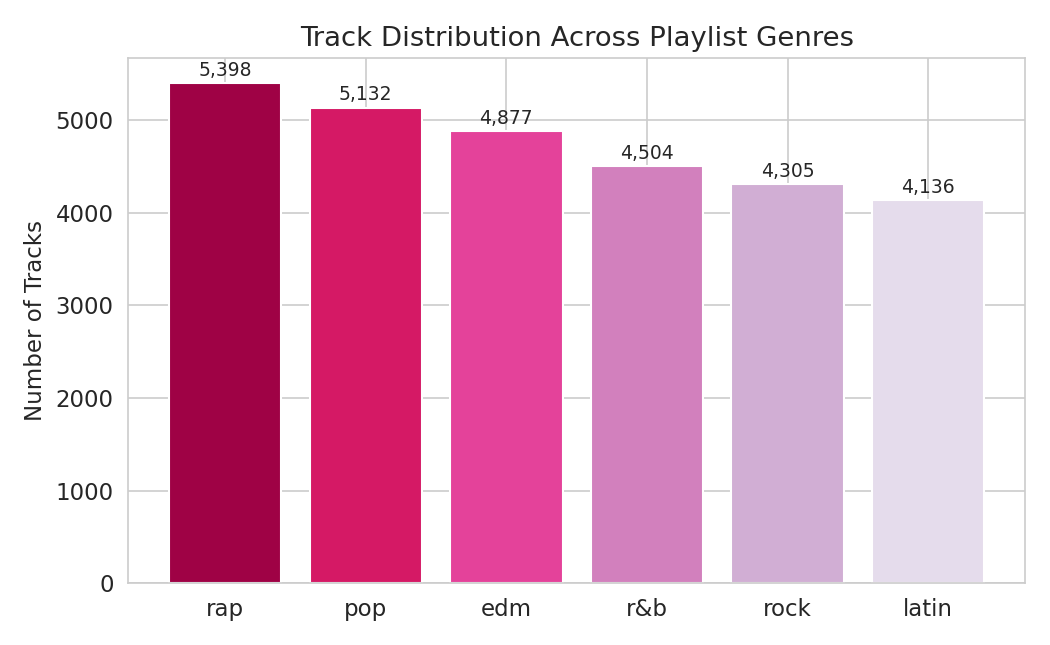 Track Distribution Across Playlist Genres
Number of Tracks
5000
4000
3000
2000
1000
0
5,398
5,132
4,877
4,504
4,305
4,136
rap
pop
edm
r&b
rock
latin